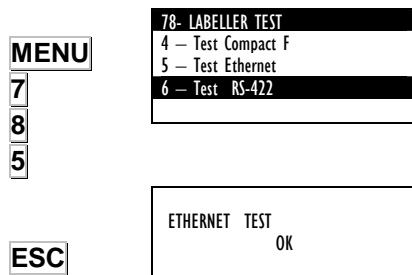 MENU
7
8
5
78- LABELLER TEST
4 – Test Compact F
5 – Test Ethernet
6 – Test RS-422
ESC
ETHERNET TEST
OK